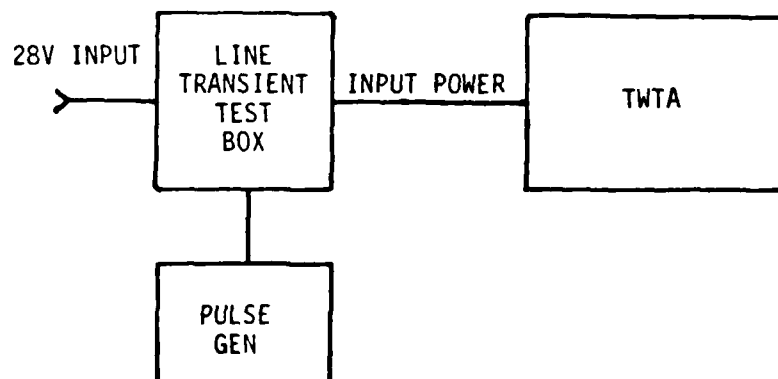 28V INPUT
LINE
TRANSIENT
TEST
BOX
INPUT POWER
TWTA
PULSE
GEN